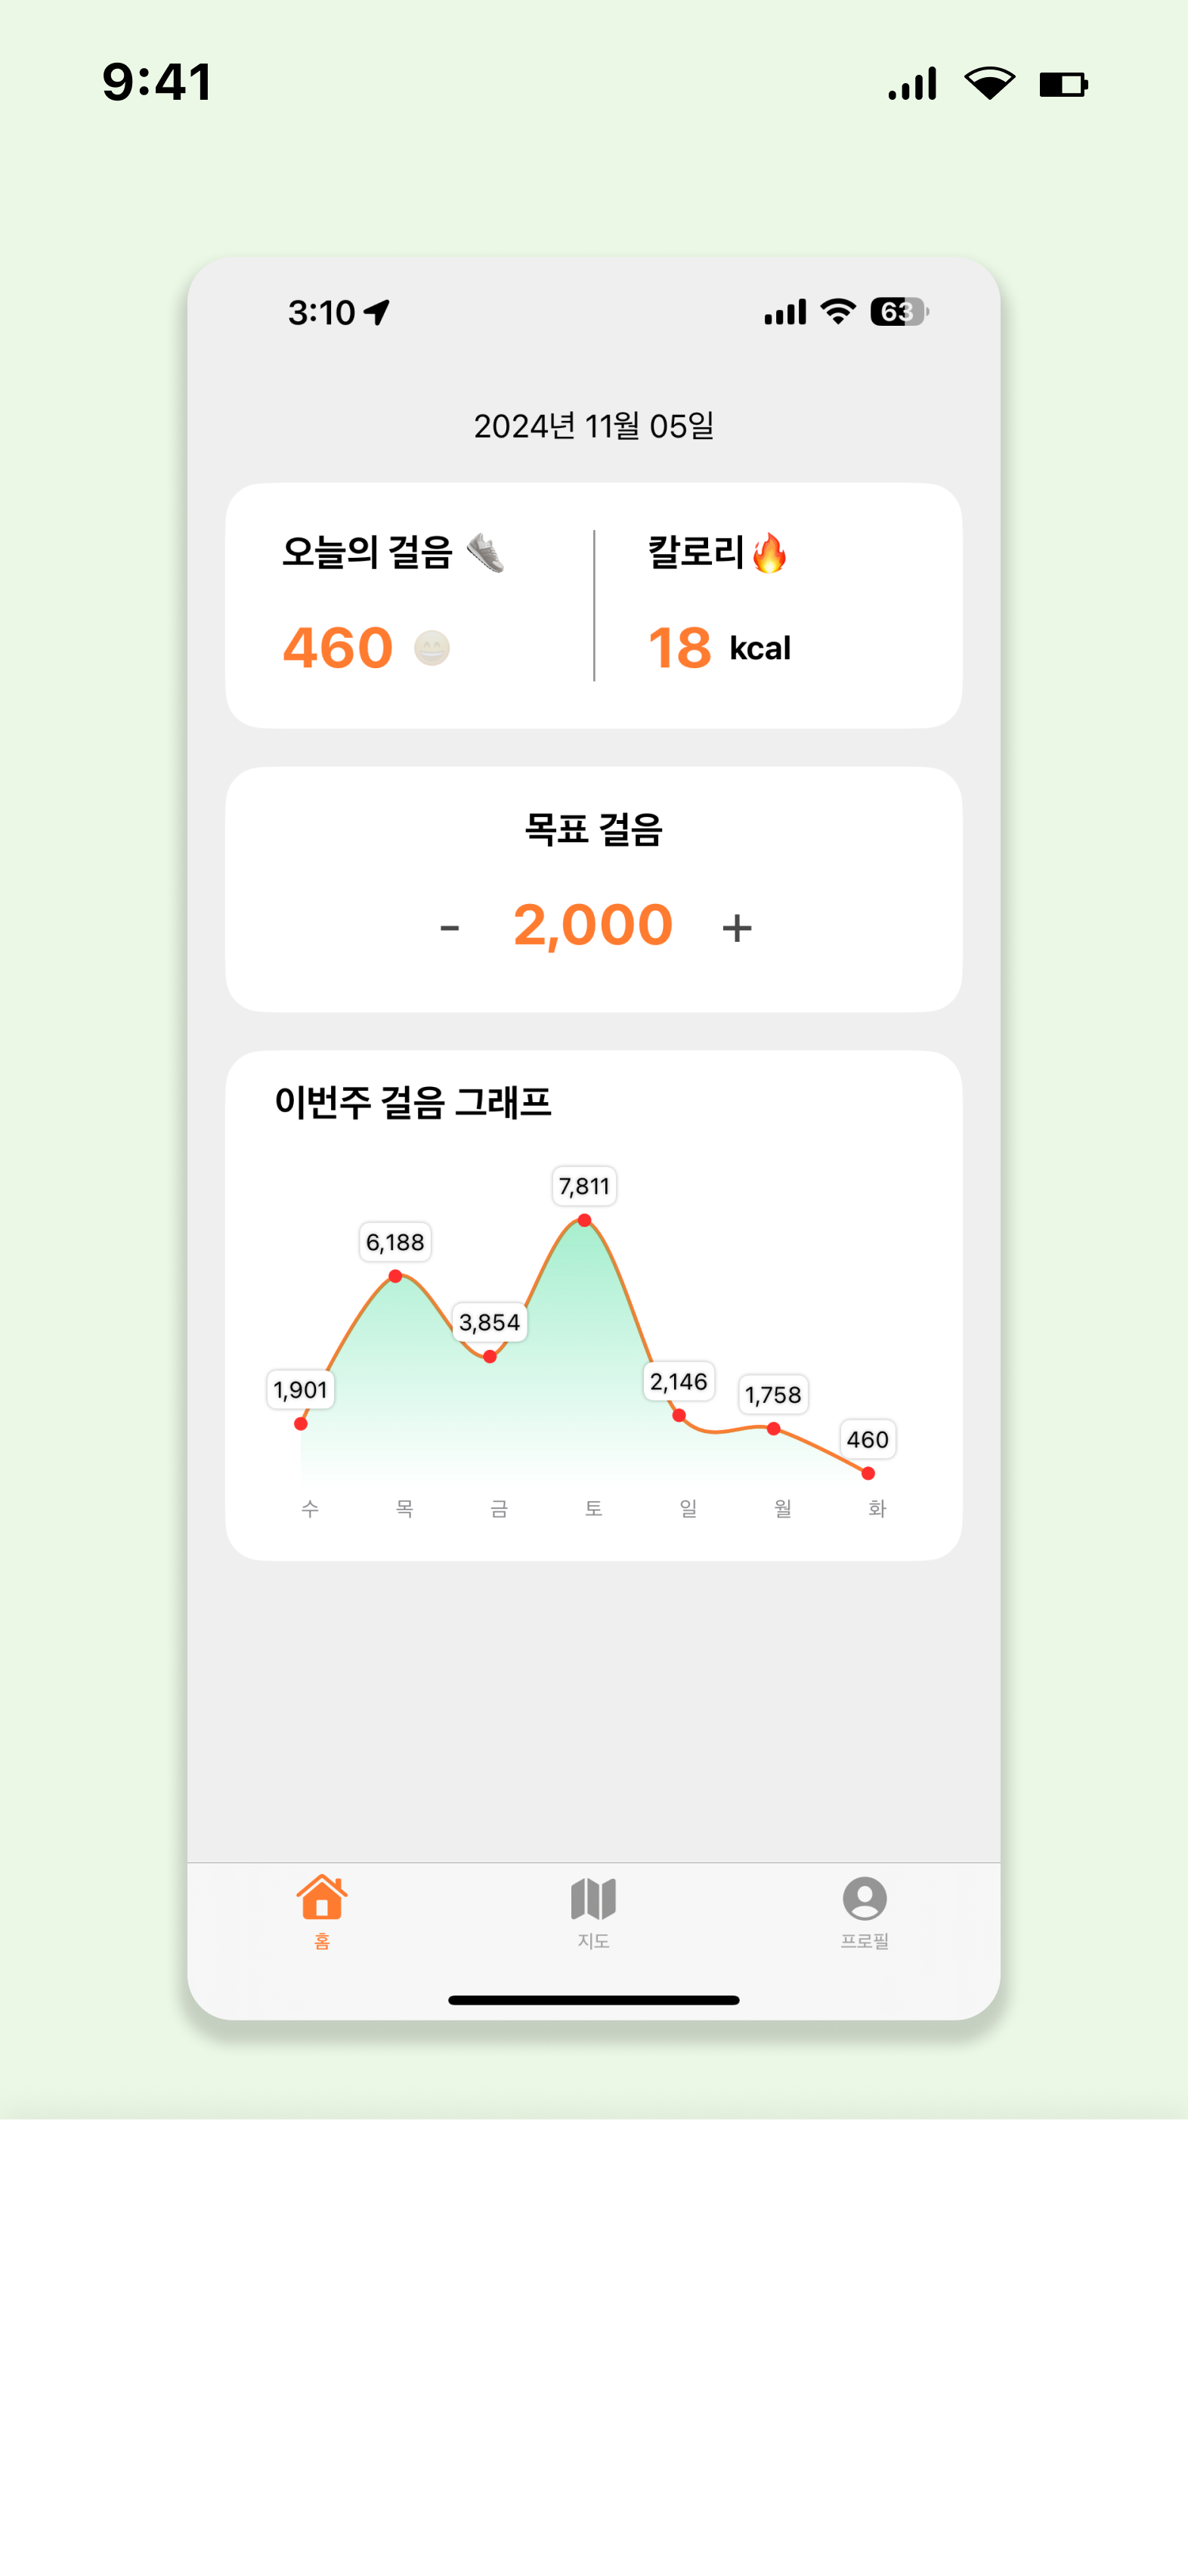 9:41
3:10
63
2024년 11월 05일
오늘의 걸음
460
칼로리
18 kcal
목표 걸음
- 2,000 +
이번주 걸음 그래프
1,901
6,188
3,854
7,811
2,146
1,758
460
수 목 금 토 일 월 화
홈 지도 프로필